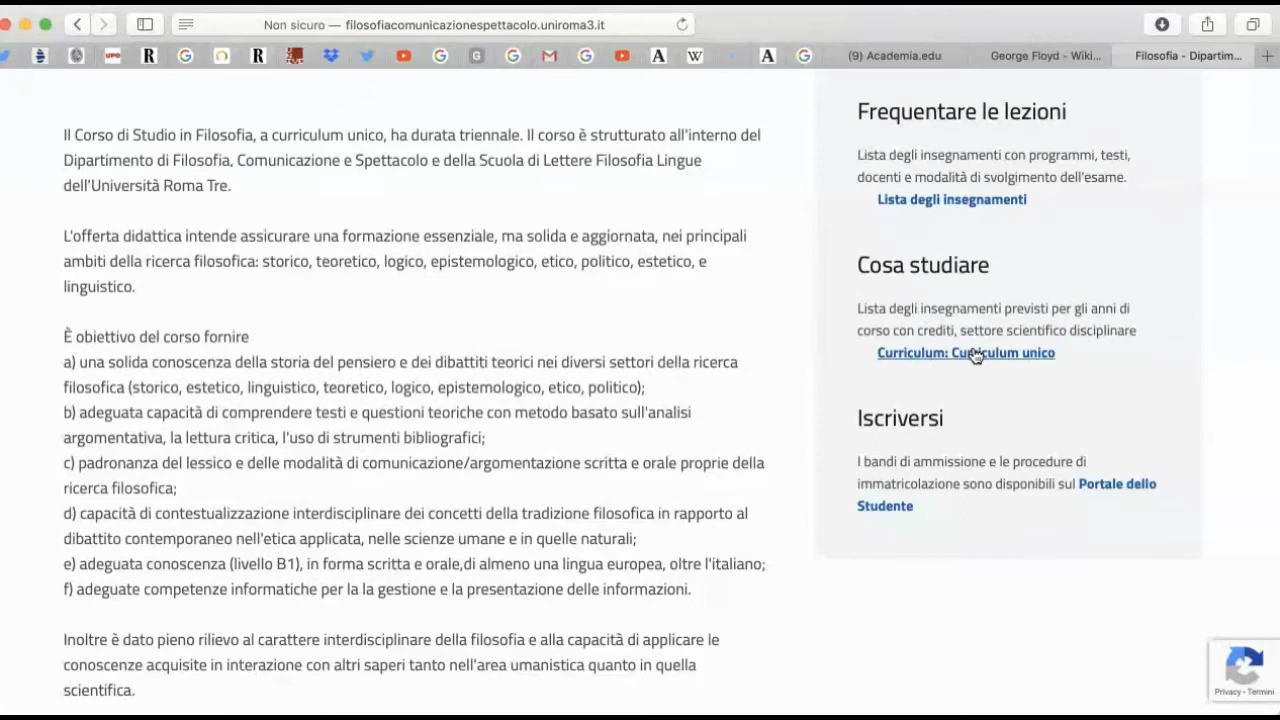 Non sicuro — filosofiacomunicazionespettacolo.uniroma3.it
UPO R G R G G G G A W A G (9) Academia.edu George Floyd - Wiki... Filosofia - Dipartim...
Il Corso di Studio in Filosofia, a curriculum unico, ha durata triennale. Il corso è strutturato all'interno del
Dipartimento di Filosofia, Comunicazione e Spettacolo e della Scuola di Lettere Filosofia Lingue
dell'Università Roma Tre.
L'offerta didattica intende assicurare una formazione essenziale, ma solida e aggiornata, nei principali
ambiti della ricerca filosofica: storico, teoretico, logico, epistemologico, etico, politico, estetico, e
linguistico.
È obiettivo del corso fornire
a) una solida conoscenza della storia del pensiero e dei dibattiti teorici nei diversi settori della ricerca
filosofica (storico, estetico, linguistico, teoretico, logico, epistemologico, etico, politico);
b) adeguata capacità di comprendere testi e questioni teoriche con metodo basato sull'analisi
argomentativa, la lettura critica, l'uso di strumenti bibliografici;
c) padronanza del lessico e delle modalità di comunicazione/argomentazione scritta e orale proprie della
ricerca filosofica;
d) capacità di contestualizzazione interdisciplinare dei concetti della tradizione filosofica in rapporto al
dibattito contemporaneo nell'etica applicata, nelle scienze umane e in quelle naturali;
e) adeguata conoscenza (livello B1), in forma scritta e orale,di almeno una lingua europea, oltre l'italiano;
f) adeguate competenze informatiche per la la gestione e la presentazione delle informazioni.
Inoltre è dato pieno rilievo al carattere interdisciplinare della filosofia e alla capacità di applicare le
conoscenze acquisite in interazione con altri saperi tanto nell'area umanistica quanto in quella
scientifica.
Frequentare le lezioni
Lista degli insegnamenti con programmi, testi,
docenti e modalità di svolgimento dell'esame.
Lista degli insegnamenti
Cosa studiare
Lista degli insegnamenti previsti per gli anni di
corso con crediti, settore scientifico disciplinare
Curriculum: Curriculum unico
Iscriversi
I bandi di ammissione e le procedure di
immatricolazione sono disponibili sul Portale dello
Studente
Privacy - Termini